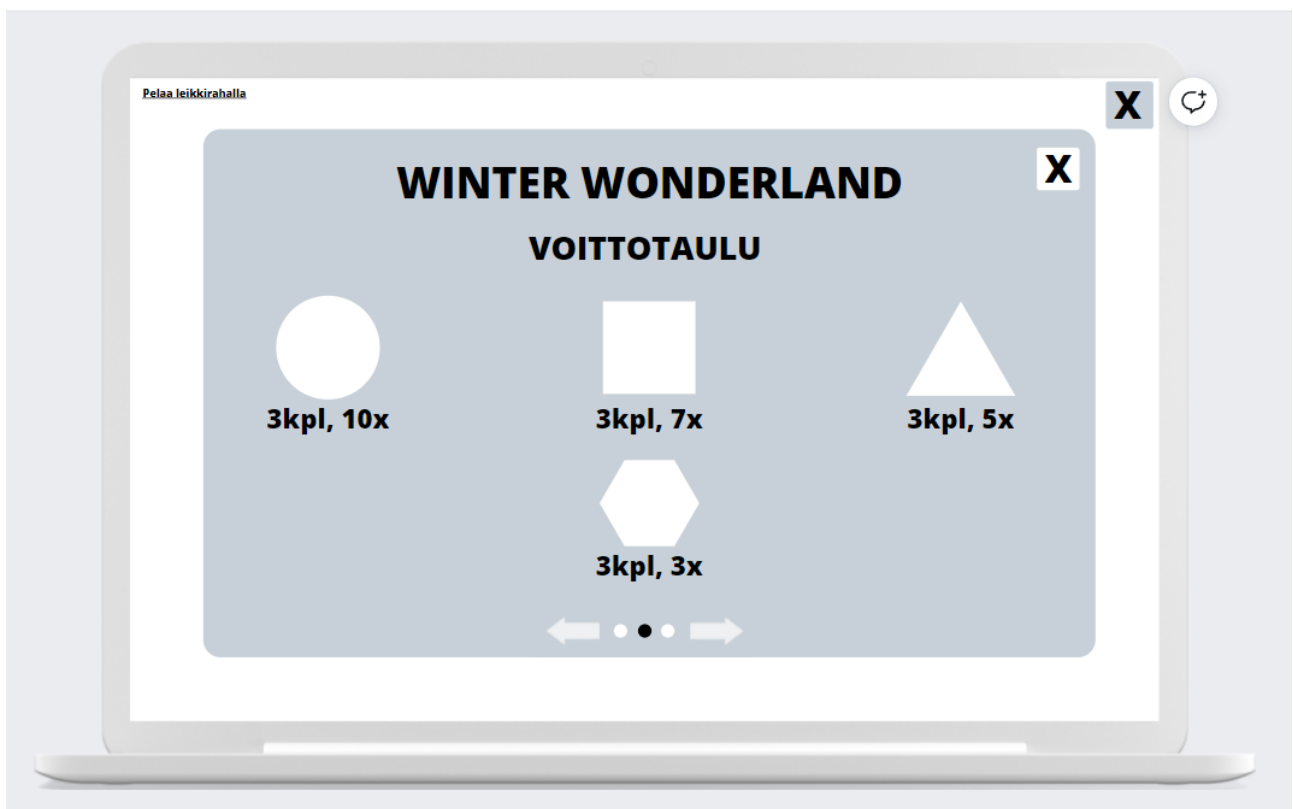 Pelaa leikkirahalla
X
X
WINTER WONDERLAND
VOITTOTAULU
3kpl, 10x
3kpl, 7x
3kpl, 5x
3kpl, 3x